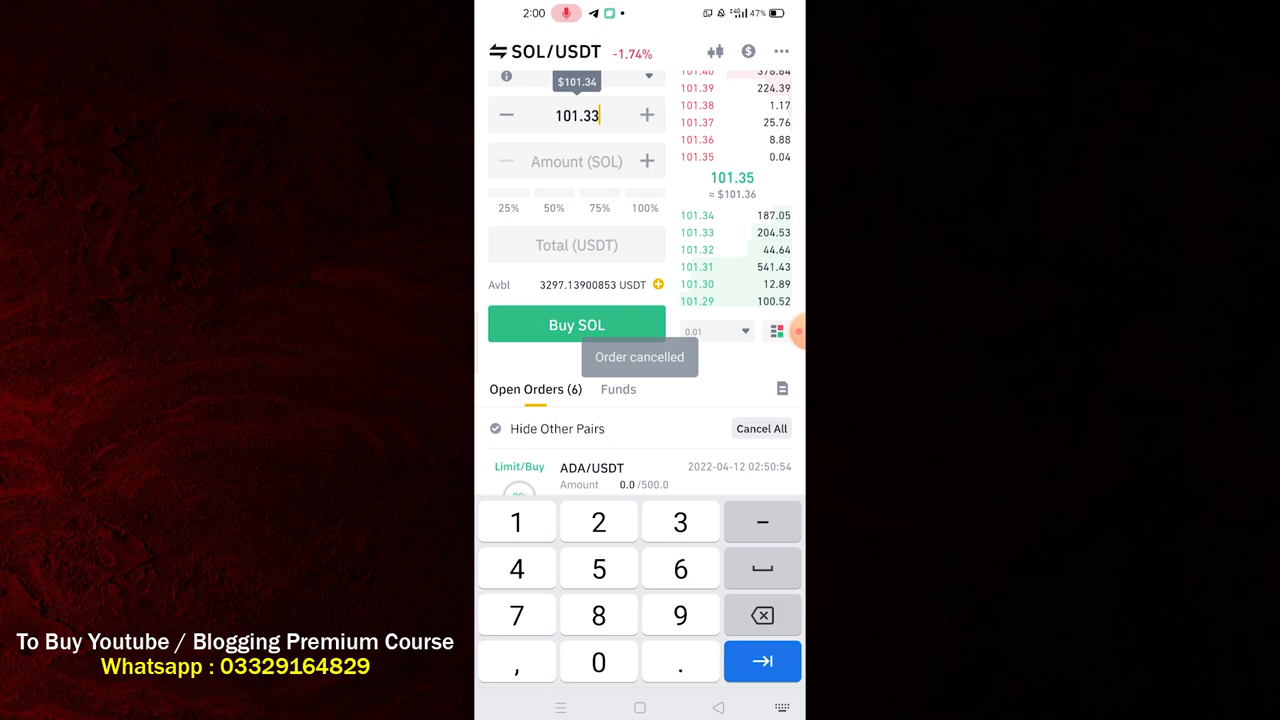 2:00
47%
SOL/USDT -1.74%
$101.34
101.33
Amount (SOL)
25% 50% 75% 100%
Total (USDT)
Avbl 3297.13900853 USDT
Buy SOL
101.40 378.64
101.39 224.39
101.38 1.17
101.37 25.76
101.36 8.88
101.35 0.04
101.35
≈ $101.36
101.34 187.05
101.33 204.53
101.32 44.64
101.31 541.43
101.30 12.89
101.29 100.52
0.01
Order cancelled
Open Orders (6) Funds
Hide Other Pairs Cancel All
Limit/Buy ADA/USDT 2022-04-12 02:50:54
Amount 0.0 /500.0
1 2 3 -
4 5 6
7 8 9
, 0 .
To Buy Youtube / Blogging Premium Course
Whatsapp : 03329164829